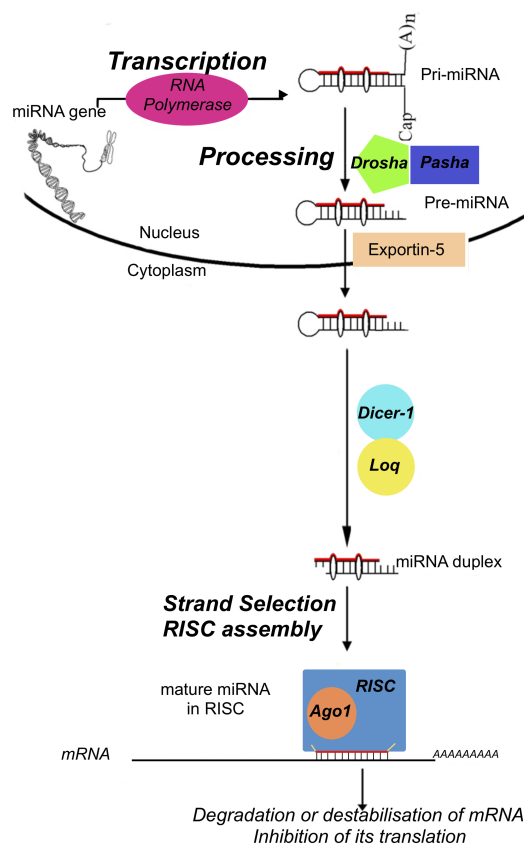 (A)n
Transcription
RNA
Polymerase
Pri-miRNA
miRNA gene
Cap
Processing
Drosha
Pasha
Pre-miRNA
Nucleus
Exportin-5
Cytoplasm
Dicer-1
Loq
miRNA duplex
Strand Selection
RISC assembly
mature miRNA
in RISC
RISC
Ago1
mRNA
AAAAAAAAA
Degradation or destabilisation of mRNA
Inhibition of its translation